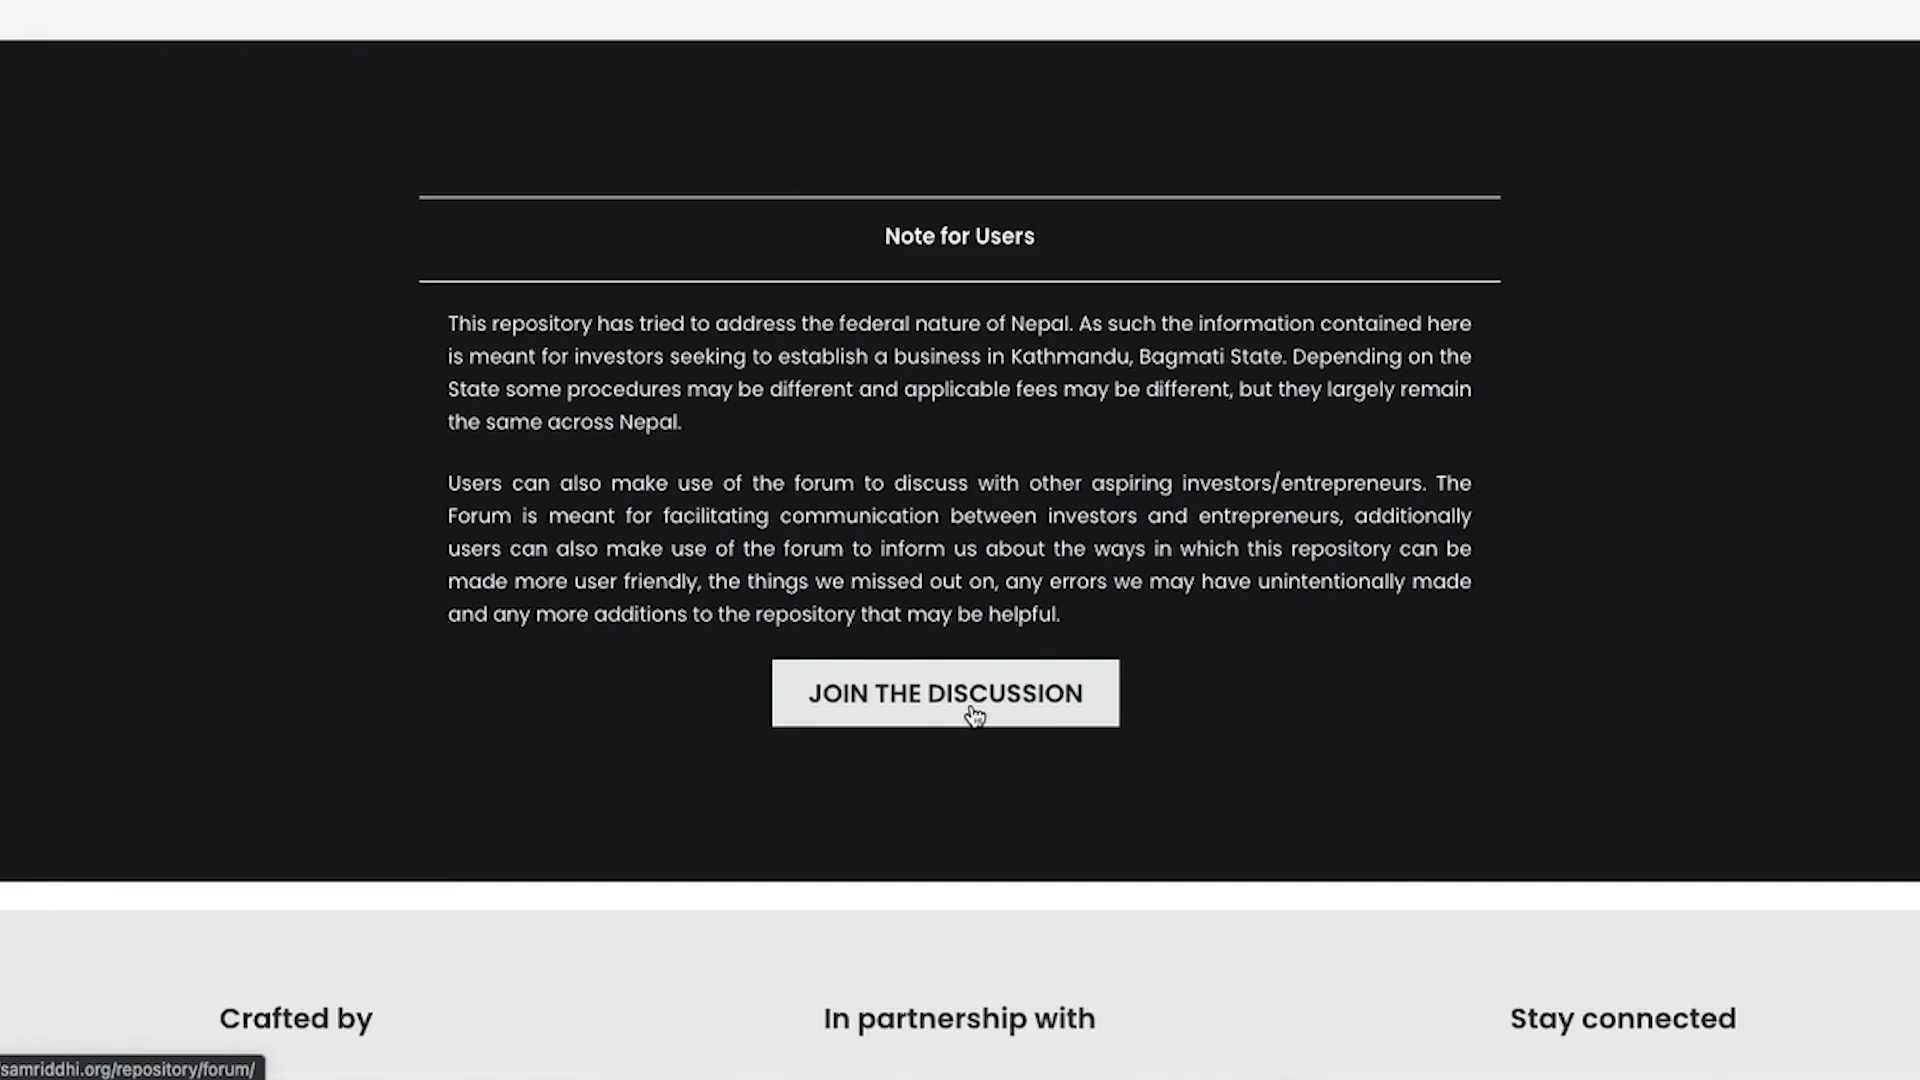 Note for Users
This repository has tried to address the federal nature of Nepal. As such the information contained here
is meant for investors seeking to establish a business in Kathmandu, Bagmati State. Depending on the
State some procedures may be different and applicable fees may be different, but they largely remain
the same across Nepal.
Users can also make use of the forum to discuss with other aspiring investors/entrepreneurs. The
Forum is meant for facilitating communication between investors and entrepreneurs, additionally
users can also make use of the forum to inform us about the ways in which this repository can be
made more user friendly, the things we missed out on, any errors we may have unintentionally made
and any more additions to the repository that may be helpful.
JOIN THE DISCUSSION
Crafted by
In partnership with
Stay connected
samriddhi.org/repository/forum/